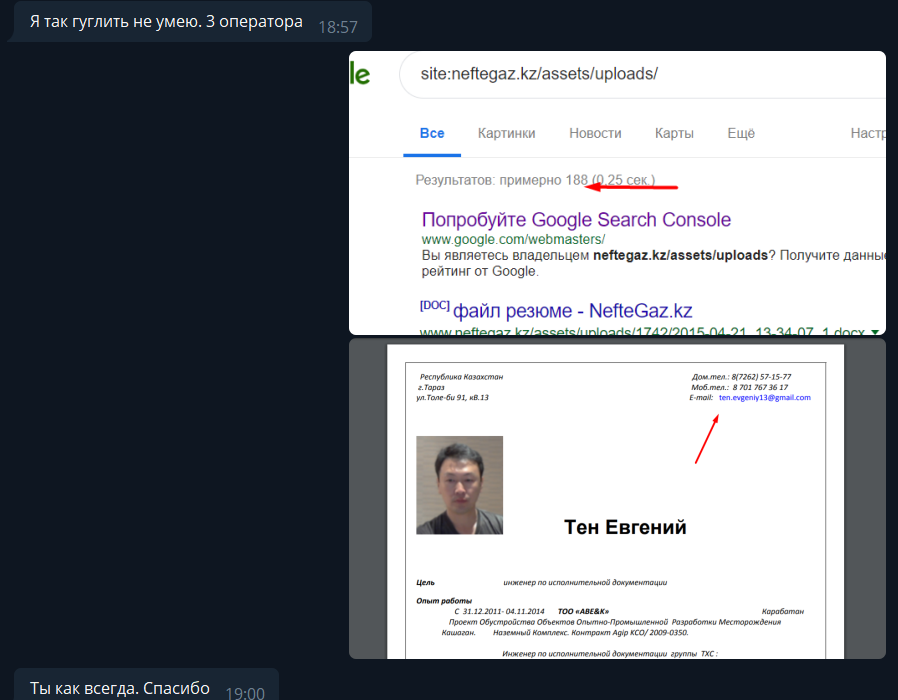 Я так гуглить не умею. 3 оператора 18:57
le
site:neftegaz.kz/assets/uploads/
Все Картинки Новости Карты Ещё Настр
Результатов: примерно 188 (0,25 сек.)
Попробуйте Google Search Console
www.google.com/webmasters/
Вы являетесь владельцем neftegaz.kz/assets/uploads? Получите данные
рейтинг от Google.
[DOC] файл резюме - NefteGaz.kz
www.neftegaz.kz/assets/uploads/1742/2015-04-21_13-34-07_1.docx
Республика Казахстан
г.Тараз
ул.Толе-би 91, кв.13
Дом.тел.: 8(7262) 57-15-77
Моб.тел.: 8 701 767 36 17
E-mail: ten.evgeniy13@gmail.com
Тен Евгений
Цель инженер по исполнительной документации
Опыт работы
С 31.12.2011- 04.11.2014 ТОО «ABE&K» Карабатан
Проект Обустройства Объектов Опытно-Промышленной Разработки Месторождения
Кашаган. Наземный Комплекс. Контракт Agip KCO/ 2009-0350.
Инженер по исполнительной документации группы ТХС :
Ты как всегда. Спасибо 19:00